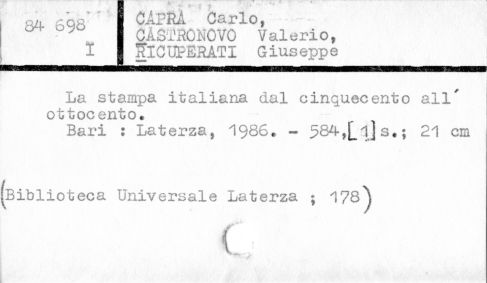 84 698
I
CAPRA Carlo,
CASTRONOVO Valerio,
RICUPERATI Giuseppe
La stampa italiana dal cinquecento all'
ottocento.
Bari : Laterza, 1986. - 584,[1]s.; 21 cm
(Biblioteca Universale Laterza ; 178)